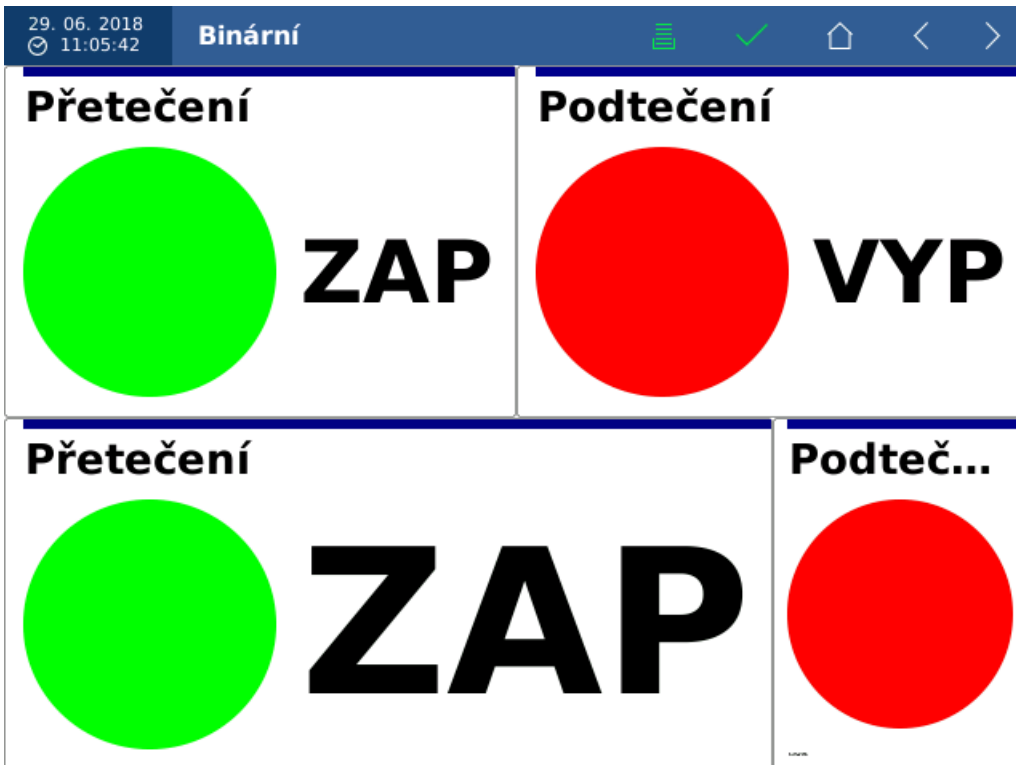 29. 06. 2018
11:05:42
Binární
Přetečení
ZAP
Podtečení
VYP
Přetečení
ZAP
Podteč...